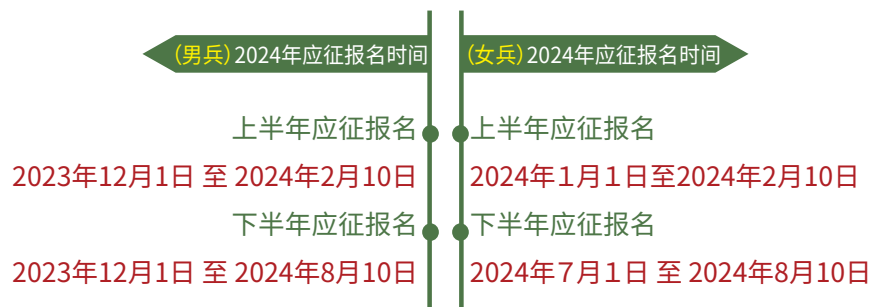 （男兵）2024年应征报名时间
上半年应征报名
2023年12月1日 至 2024年2月10日
下半年应征报名
2023年12月1日 至 2024年8月10日
（女兵）2024年应征报名时间
上半年应征报名
2024年1月1日至2024年2月10日
下半年应征报名
2024年7月1日 至 2024年8月10日